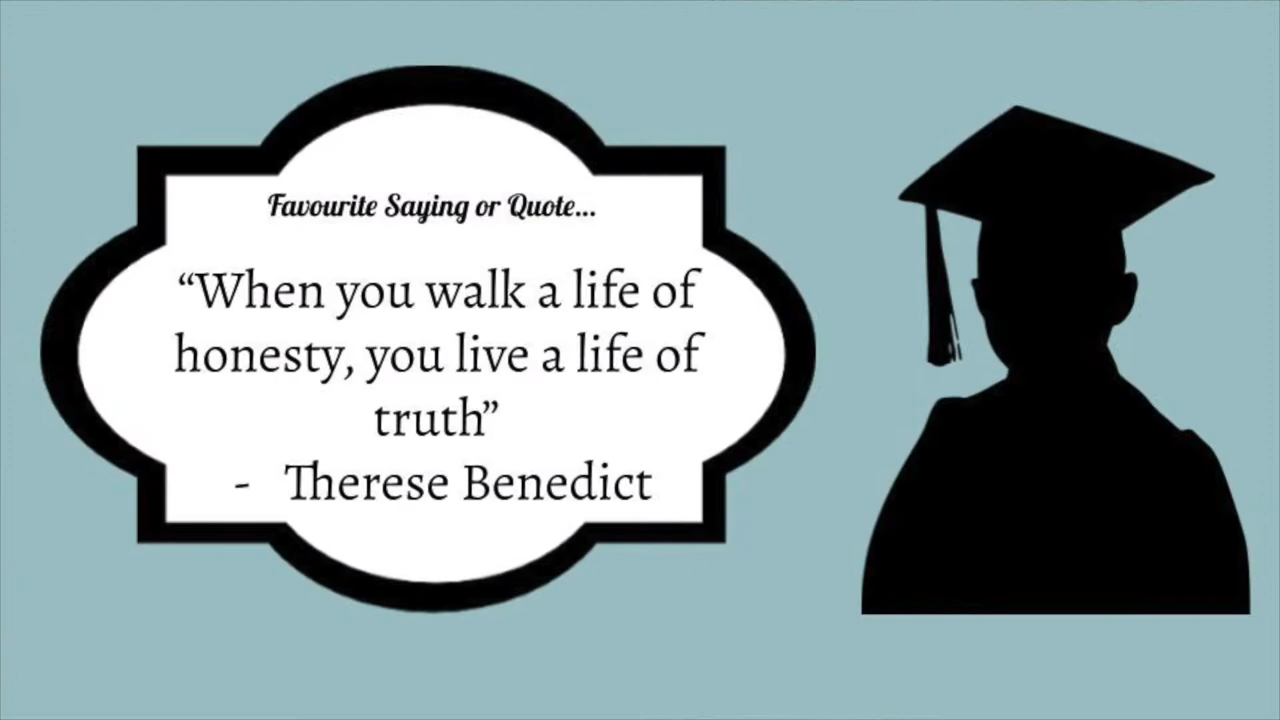 Favourite Saying or Quote...
“When you walk a life of
honesty, you live a life of
truth”
- Therese Benedict